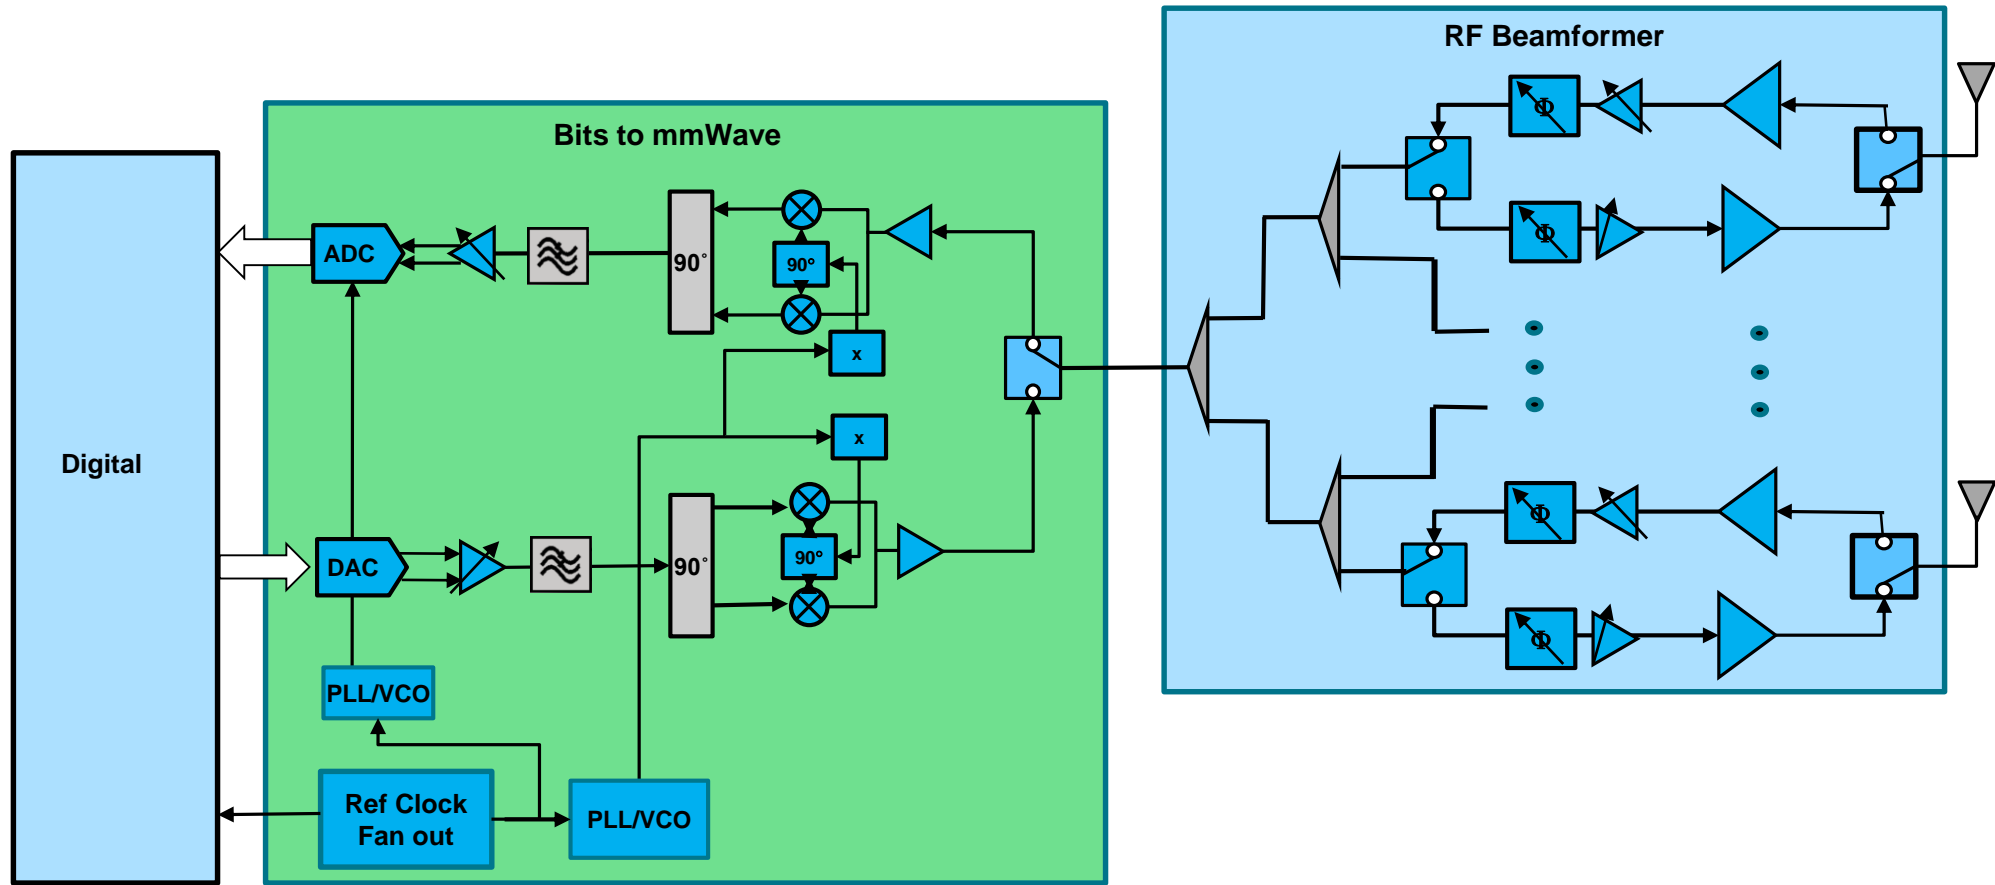 RF Beamformer
Bits to mmWave
Φ
Φ
ADC
90°
90°
x
Digital
x
Φ
DAC
90°
90°
Φ
PLL/VCO
Ref Clock
Fan out
PLL/VCO